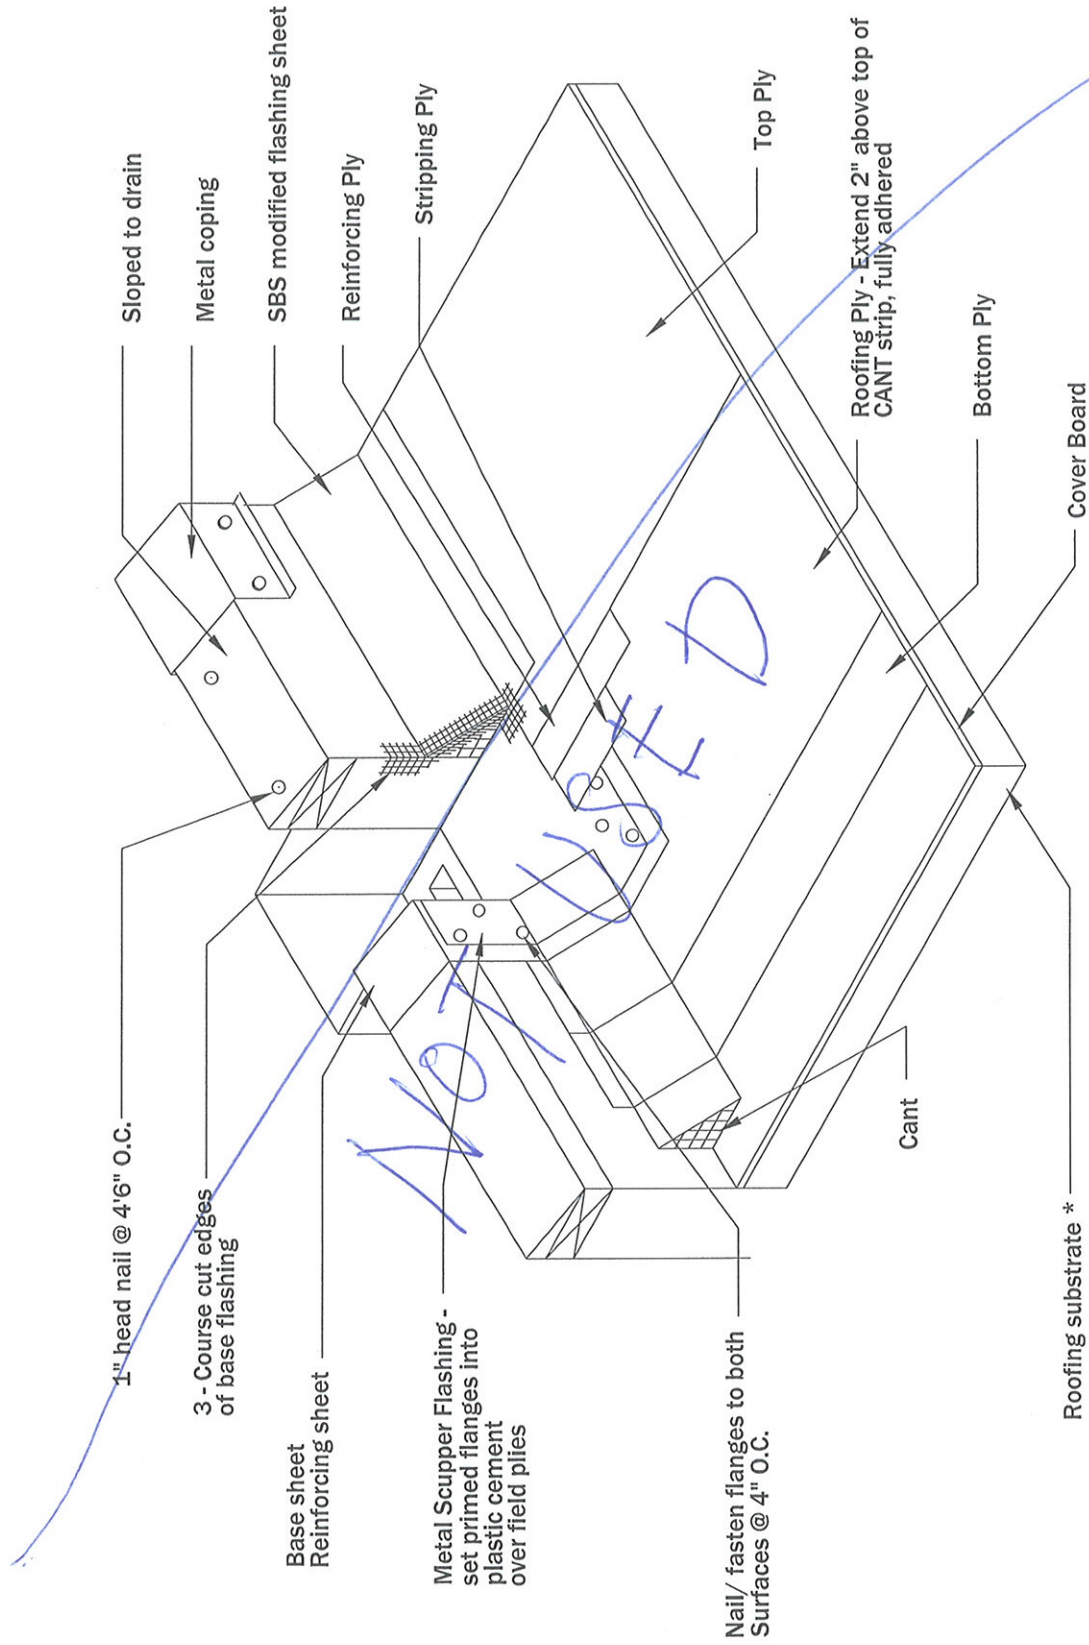 1" head nail @ 4'6" O.C.
3 - Course cut edges
of base flashing
Base sheet
Reinforcing sheet
Metal Scupper Flashing -
set primed flanges into
plastic cement
over field plies
Nail/ fasten flanges to both
Surfaces @ 4" O.C.
Roofing substrate *
Cant
NOT USED
Sloped to drain
Metal coping
SBS modified flashing sheet
Reinforcing Ply
Stripping Ply
Top Ply
Roofing Ply - Extend 2" above top of
CANT strip, fully adhered
Bottom Ply
Cover Board